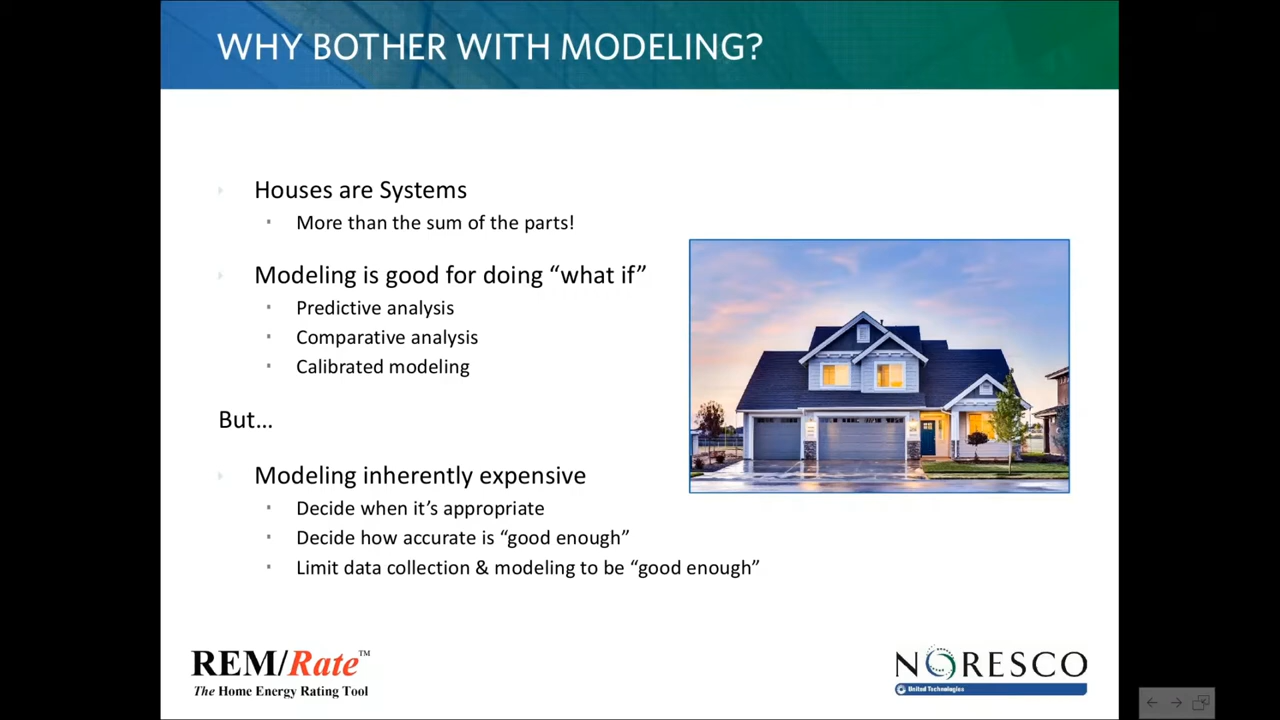 WHY BOTHER WITH MODELING?
Houses are Systems
More than the sum of the parts!
Modeling is good for doing “what if”
Predictive analysis
Comparative analysis
Calibrated modeling
But...
Modeling inherently expensive
Decide when it’s appropriate
Decide how accurate is “good enough”
Limit data collection & modeling to be “good enough”
REM/Rate™
The Home Energy Rating Tool
NORESCO
United Technologies